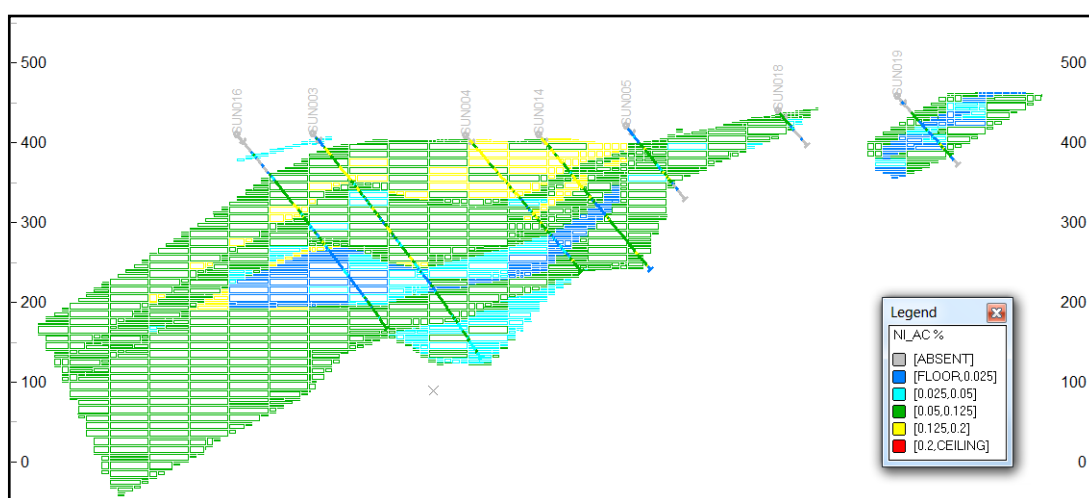 SUN016
SUN003
SUN004
SUN014
SUN005
SUN018
SUN019
500
500
400
400
300
300
200
200
100
100
0
0
Legend
NI_AC %
[ABSENT]
[FLOOR,0.025]
[0.025,0.05]
[0.05,0.125]
[0.125,0.2]
[0.2,CEILING]